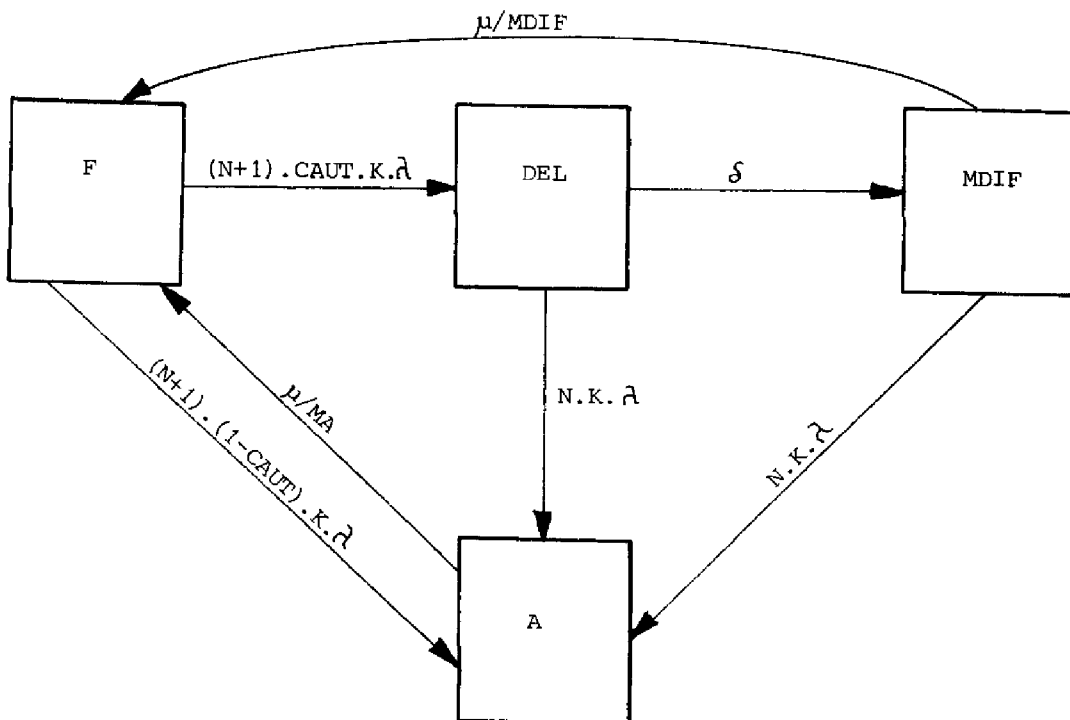 μ/MDIF
F
(N+1).CAUT.K.λ
DEL
δ
MDIF
(N+1).(1-CAUT).K.λ
μ/MA
N.K.λ
N.K.λ
A